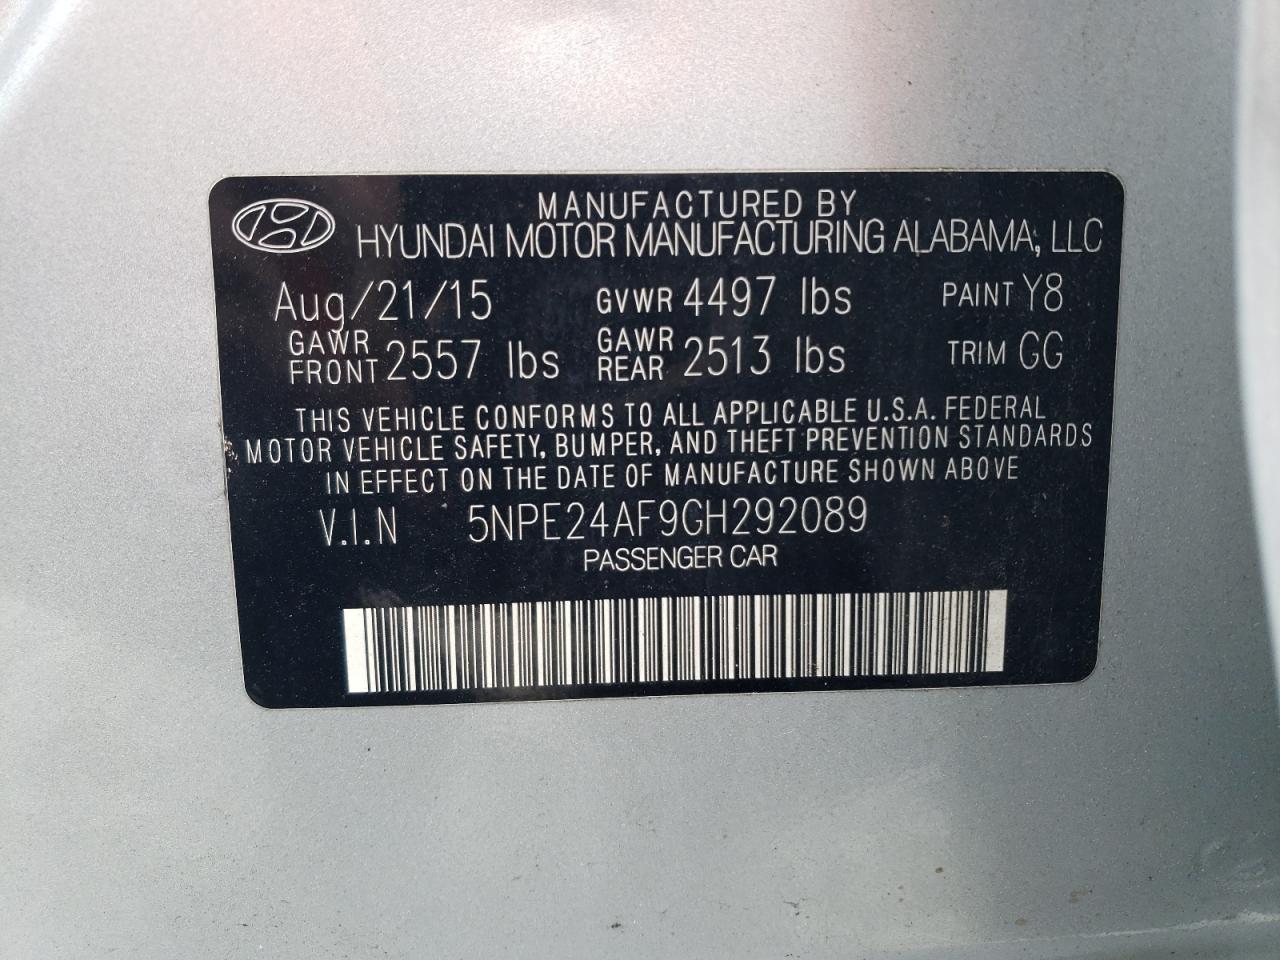 MANUFACTURED BY
HYUNDAI MOTOR MANUFACTURING ALABAMA, LLC
Aug/21/15 GVWR 4497 lbs PAINT Y8
GAWR FRONT 2557 lbs GAWR REAR 2513 lbs TRIM GG
THIS VEHICLE CONFORMS TO ALL APPLICABLE U.S.A. FEDERAL
MOTOR VEHICLE SAFETY, BUMPER, AND THEFT PREVENTION STANDARDS
IN EFFECT ON THE DATE OF MANUFACTURE SHOWN ABOVE
V.I.N 5NPE24AF9GH292089
PASSENGER CAR